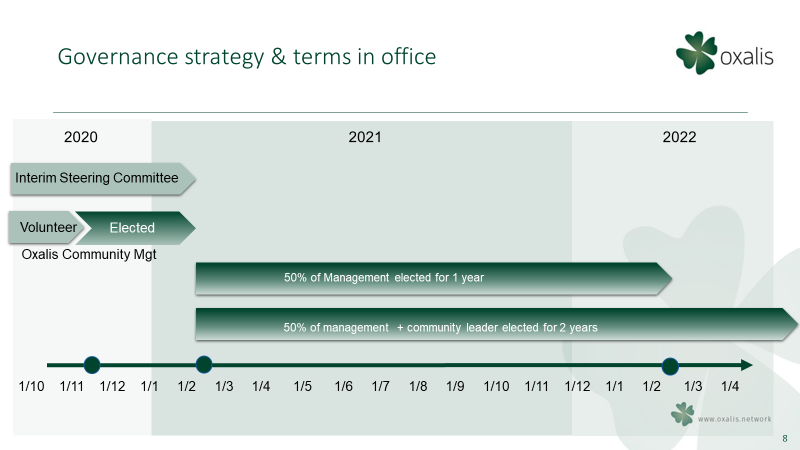 Governance strategy & terms in office
oxalis
2020 2021 2022
Interim Steering Committee
Volunteer Elected
Oxalis Community Mgt
50% of Management elected for 1 year
50% of management + community leader elected for 2 years
1/10 1/11 1/12 1/1 1/2 1/3 1/4 1/5 1/6 1/7 1/8 1/9 1/10 1/11 1/12 1/1 1/2 1/3 1/4
www.oxalis.network
8